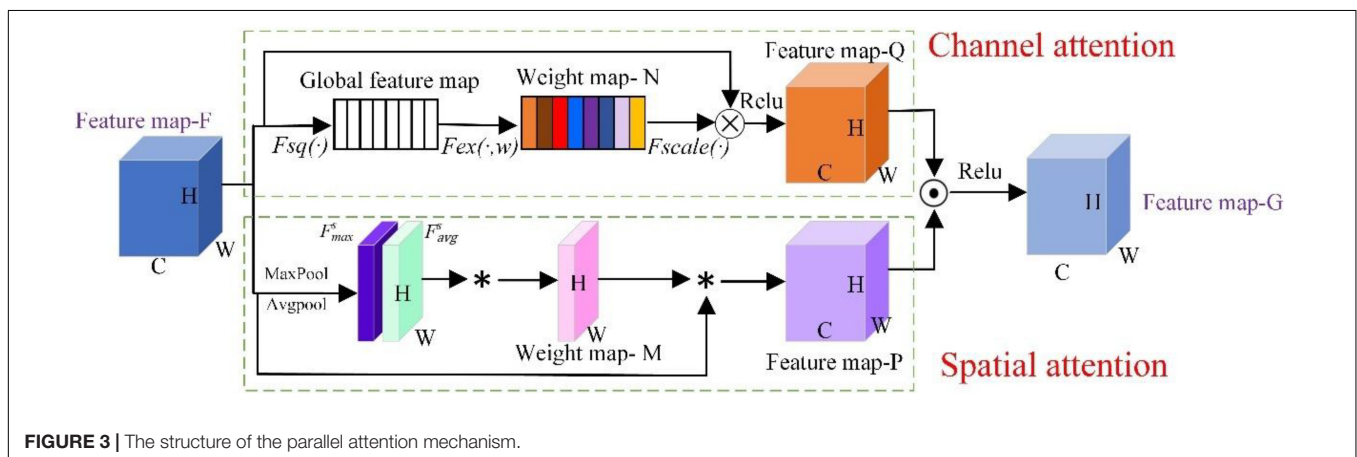 Channel attention
Feature map-Q
Global feature map
Weight map- N
Relu
Feature map-F
Fsq(·)
Fex(·,w)
Fscale(·)
H
W
C
H
C
W
Relu
H
W
C
Feature map-G
F^s_max
F^s_avg
MaxPool
Avgpool
H
W
*
H
W
Weight map- M
*
H
C
W
Feature map-P
Spatial attention
FIGURE 3 | The structure of the parallel attention mechanism.